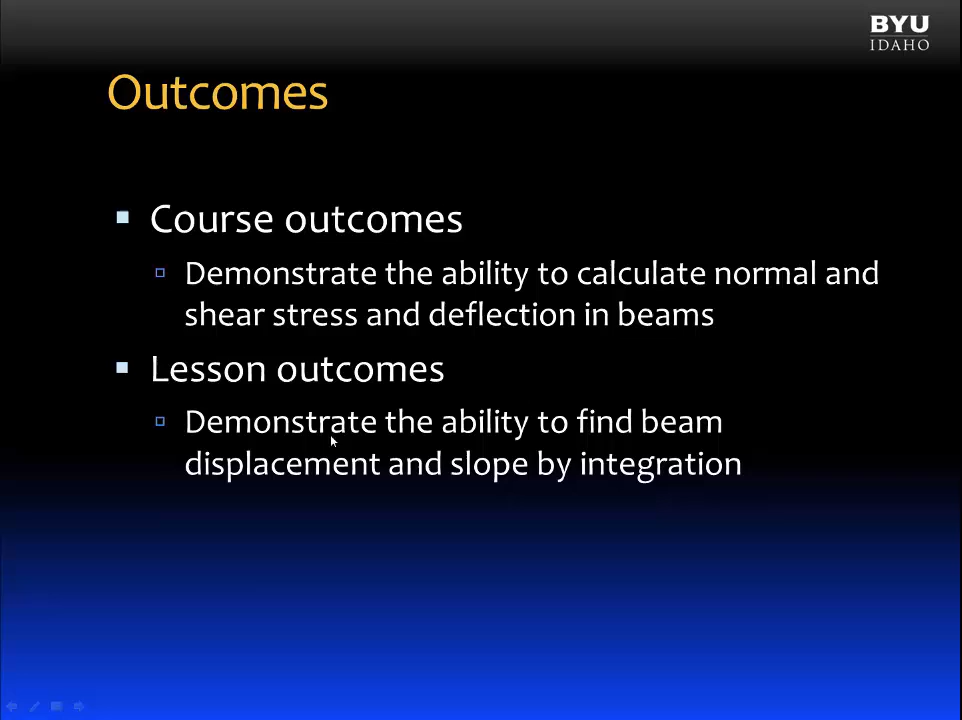 BYU
IDAHO
Outcomes
Course outcomes
Demonstrate the ability to calculate normal and
shear stress and deflection in beams
Lesson outcomes
Demonstrate the ability to find beam
displacement and slope by integration